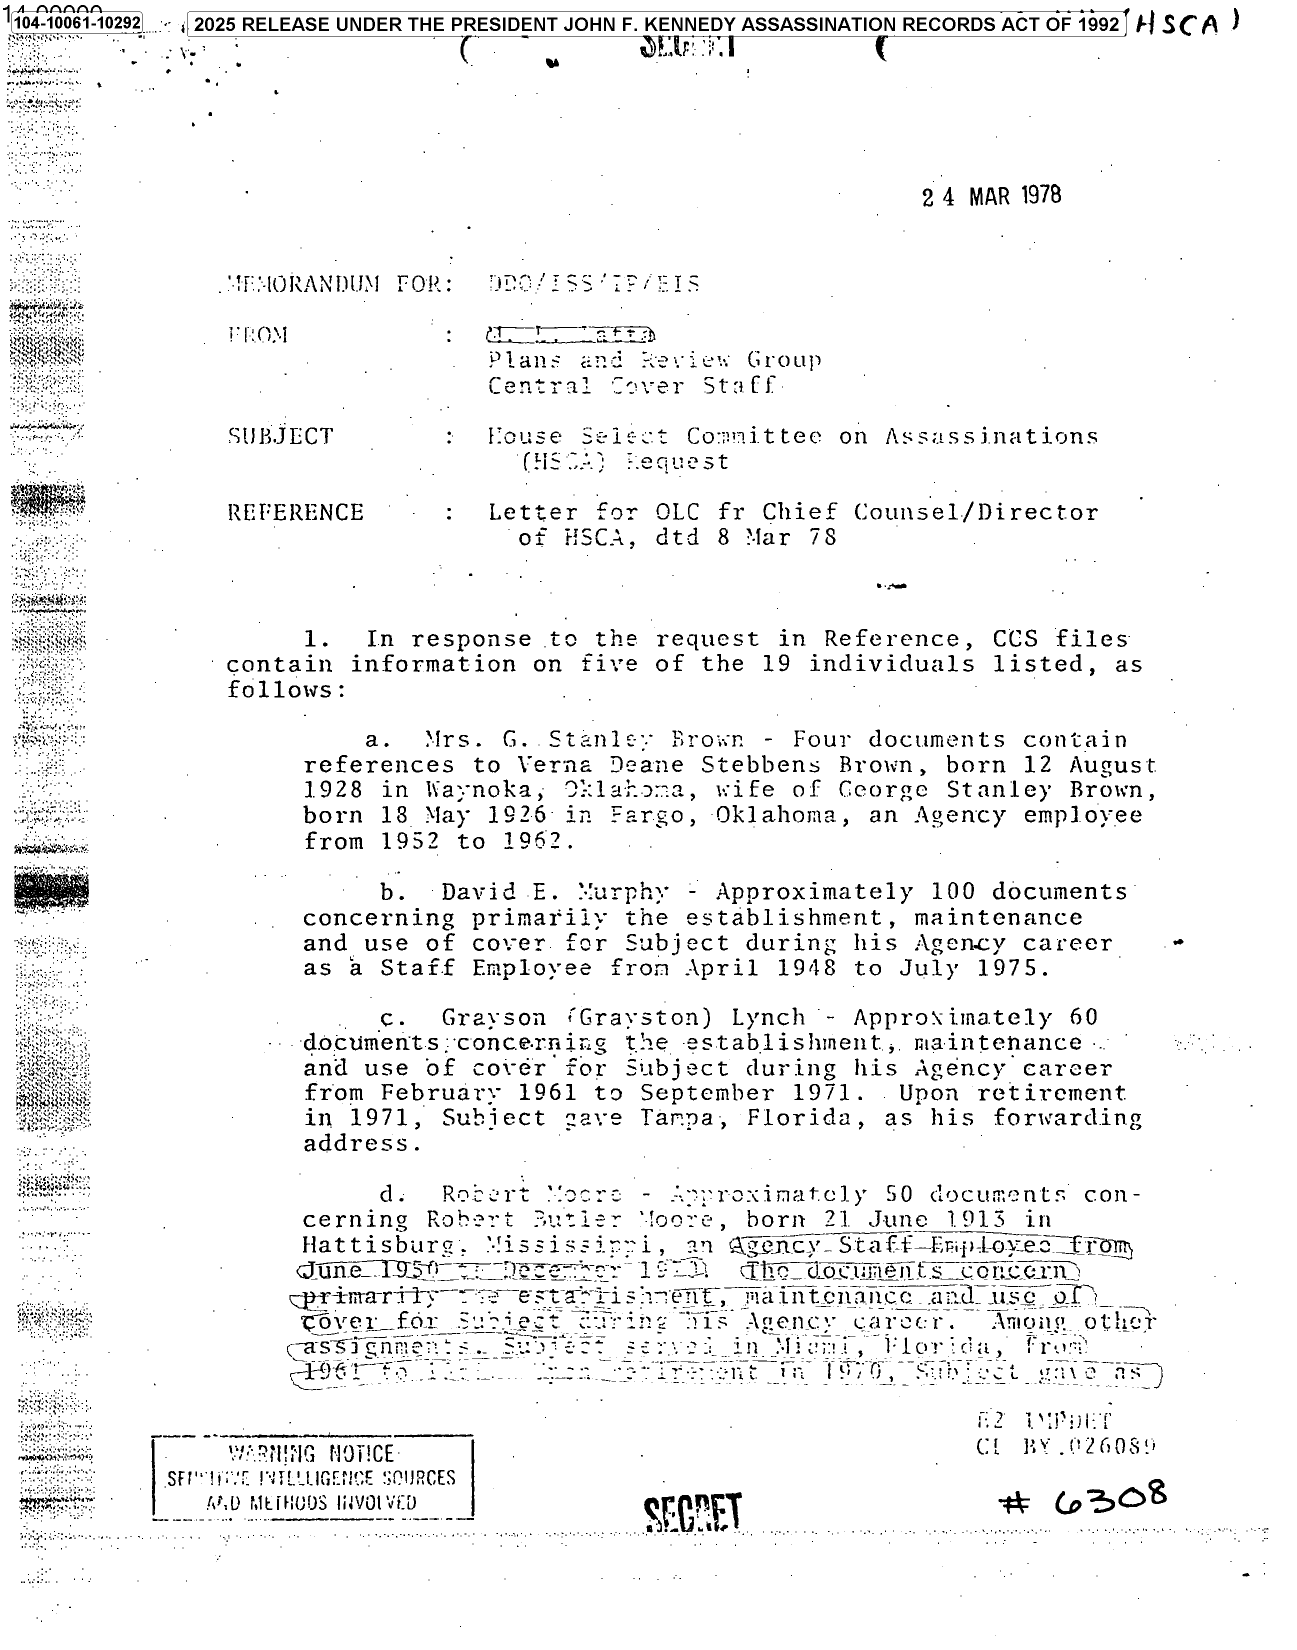 104-10061-10292
2025 RELEASE UNDER THE PRESIDENT JOHN F. KENNEDY ASSASSINATION RECORDS ACT OF 1992
HSCA)
24 MAR 1978
MEMORANDUM FOR: DDO/ISS/IP/EIS
FROM :
Plans and Review Group
Central Cover Staff
SUBJECT : House Select Committee on Assassinations
(HSCA) Request
REFERENCE : Letter for OLC fr Chief Counsel/Director
of HSCA, dtd 8 Mar 78
1. In response to the request in Reference, CCS files
contain information on five of the 19 individuals listed, as
follows:
a. Mrs. G. Stanley Brown - Four documents contain
references to Verna Deane Stebbens Brown, born 12 August
1928 in Waynoka, Oklahoma, wife of George Stanley Brown,
born 18 May 1926 in Fargo, Oklahoma, an Agency employee
from 1952 to 1962.
b. David E. Murphy - Approximately 100 documents
concerning primarily the establishment, maintenance
and use of cover for Subject during his Agency career
as a Staff Employee from April 1948 to July 1975.
c. Grayson (Grayston) Lynch - Approximately 60
documents concerning the establishment, maintenance
and use of cover for Subject during his Agency career
from February 1961 to September 1971. Upon retirement
in 1971, Subject gave Tampa, Florida, as his forwarding
address.
d. Robert Moore - Approximately 50 documents con-
cerning Robert Butler Moore, born 21 June 1913 in
Hattisburg, Mississippi, an Agency Staff Employee from
June 1950 to December The documents concern
primarily the establishment, maintenance and use of
cover for Subject during his Agency career. Among other
assignments, Subject served in Miami, Florida, from
1961 to Upon retirement in 1970, Subject gave as
E2 IMPDET
CL BY 026089
WARNING NOTICE
SENSITIVE INTELLIGENCE SOURCES
AND METHODS INVOLVED
SECRET
# 6308